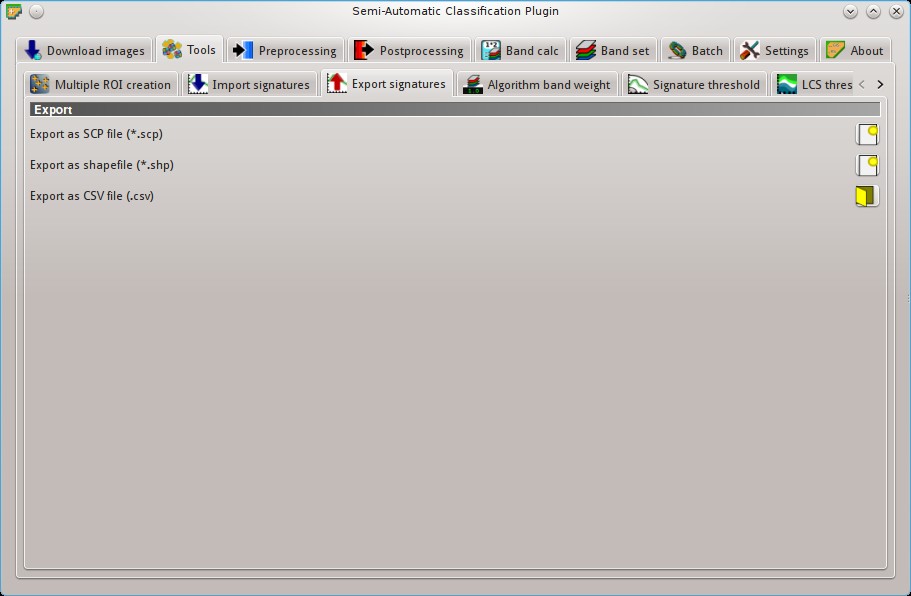 Semi-Automatic Classification Plugin
Download images Tools Preprocessing Postprocessing Band calc Band set Batch Settings About
Multiple ROI creation Import signatures Export signatures Algorithm band weight Signature threshold LCS thres
Export
Export as SCP file (*.scp)
Export as shapefile (*.shp)
Export as CSV file (.csv)